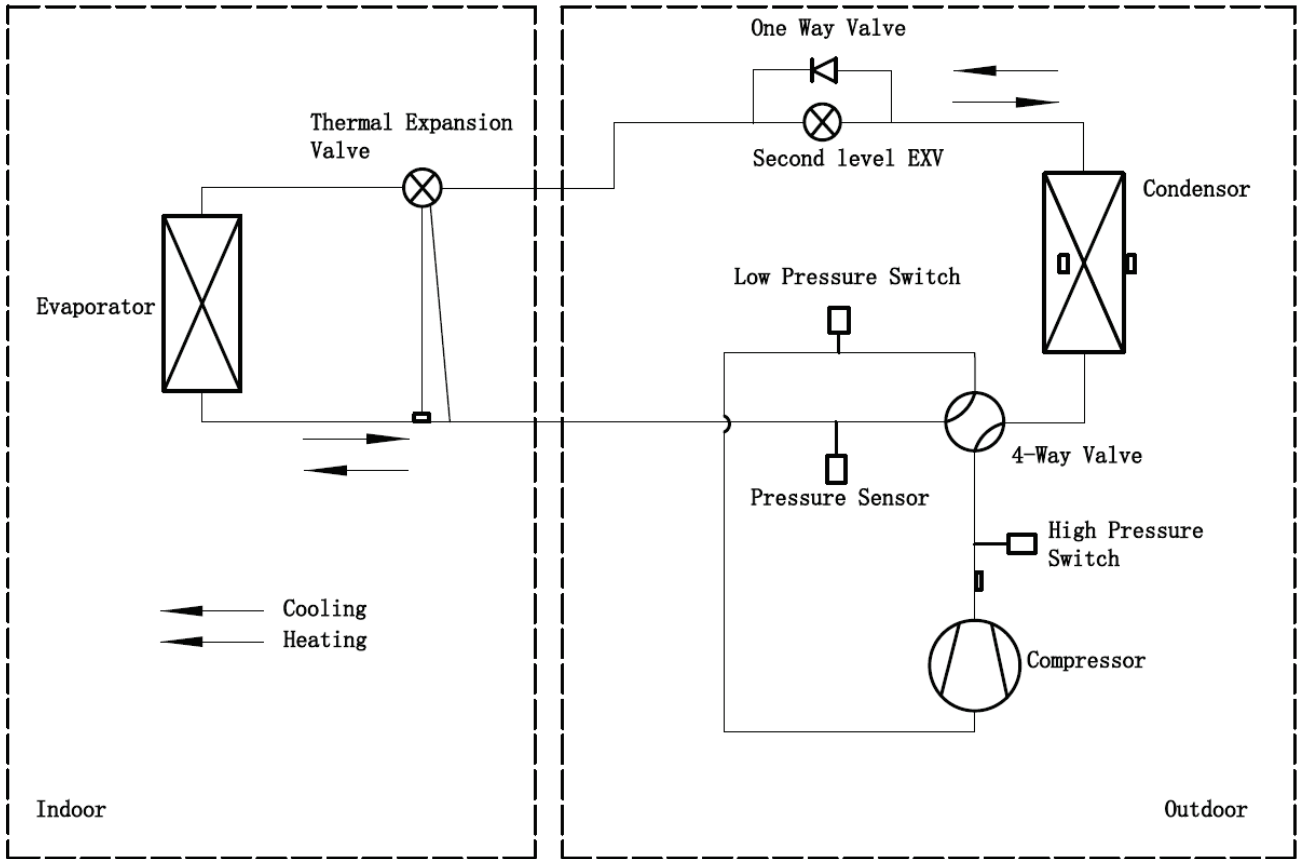 One Way Valve
Thermal Expansion
Valve
Second level EXV
Condensor
Low Pressure Switch
Evaporator
4-Way Valve
Pressure Sensor
High Pressure
Switch
Cooling
Heating
Compressor
Indoor
Outdoor